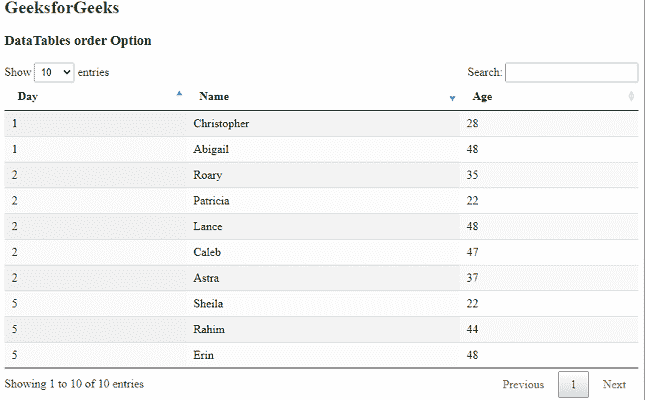 GeeksforGeeks
DataTables order Option
Show 10 entries Search:
Day Name Age
1 Christopher 28
1 Abigail 48
2 Roary 35
2 Patricia 22
2 Lance 48
2 Caleb 47
2 Astra 37
5 Sheila 22
5 Rahim 44
5 Erin 48
Showing 1 to 10 of 10 entries Previous 1 Next